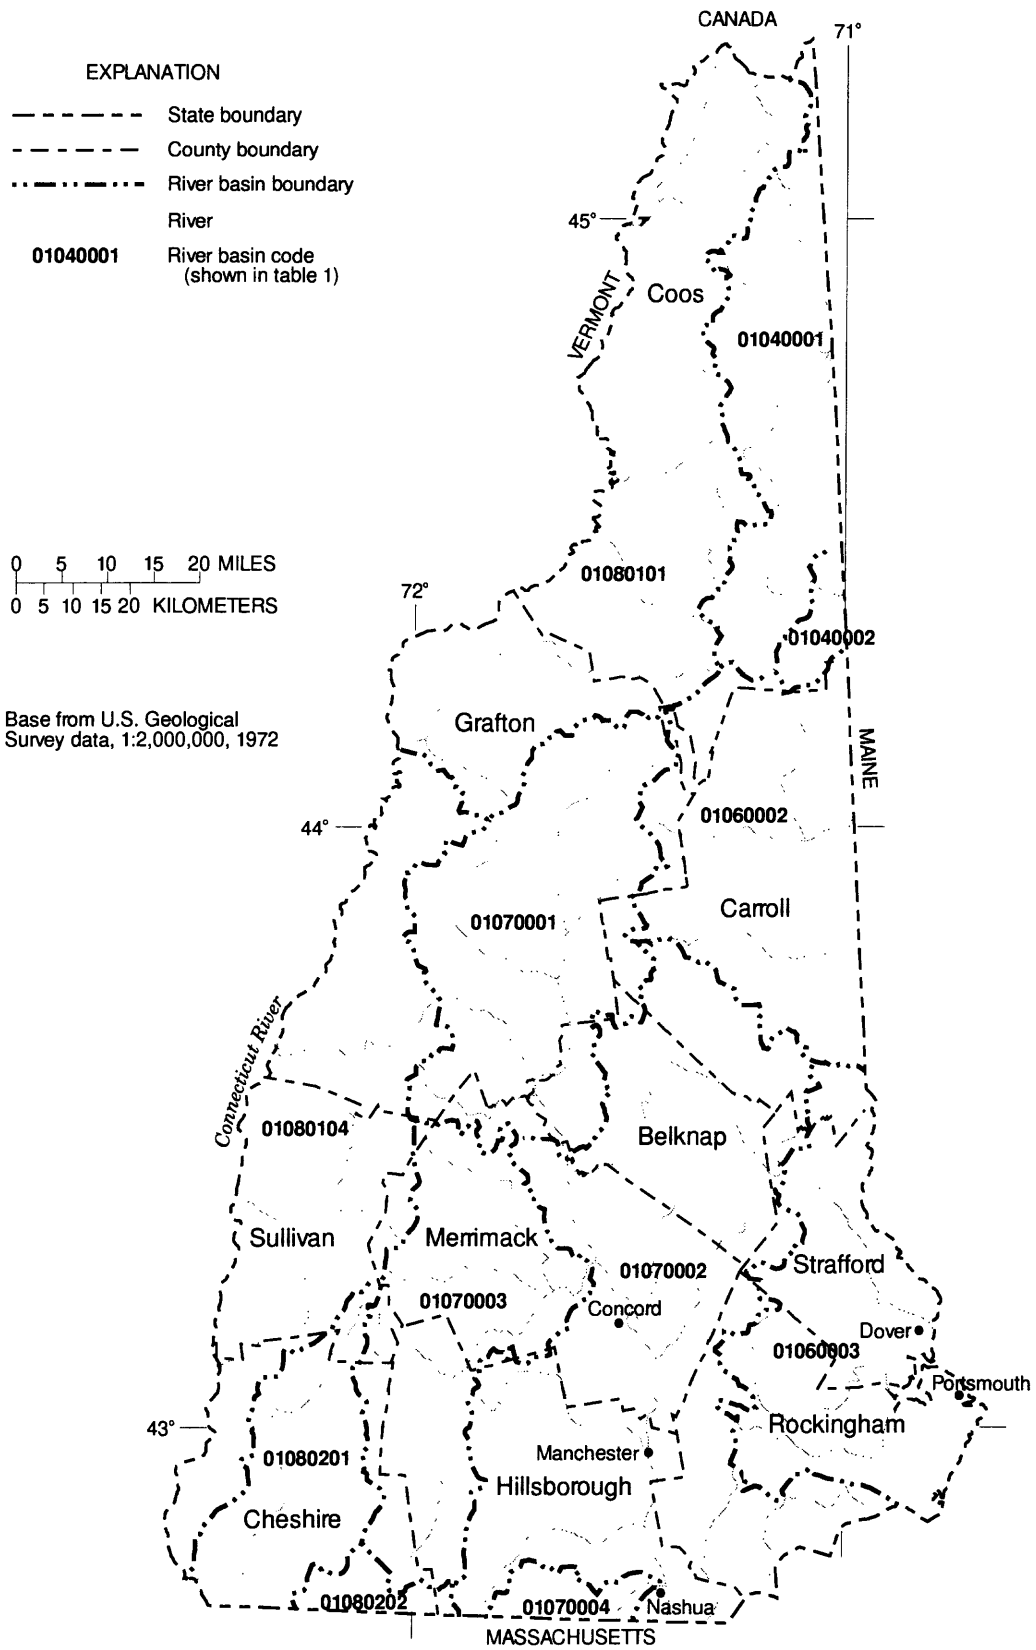 CANADA
71°
EXPLANATION
State boundary
County boundary
River basin boundary
River
01040001 River basin code
(shown in table 1)
45°
VERMONT
Coos
01040001
0 5 10 15 20 MILES
0 5 10 15 20 KILOMETERS
01080101
72°
01040002
Base from U.S. Geological
Survey data, 1:2,000,000, 1972
Grafton
MAINE
01060002
44°
Carroll
01070001
Connecticut River
01080104
Belknap
Sullivan
Merrimack
Strafford
01070002
01070003
Concord
Dover
01060003
Portsmouth
43°
Rockingham
Manchester
01080201
Hillsborough
Cheshire
01080202
01070004
Nashua
MASSACHUSETTS